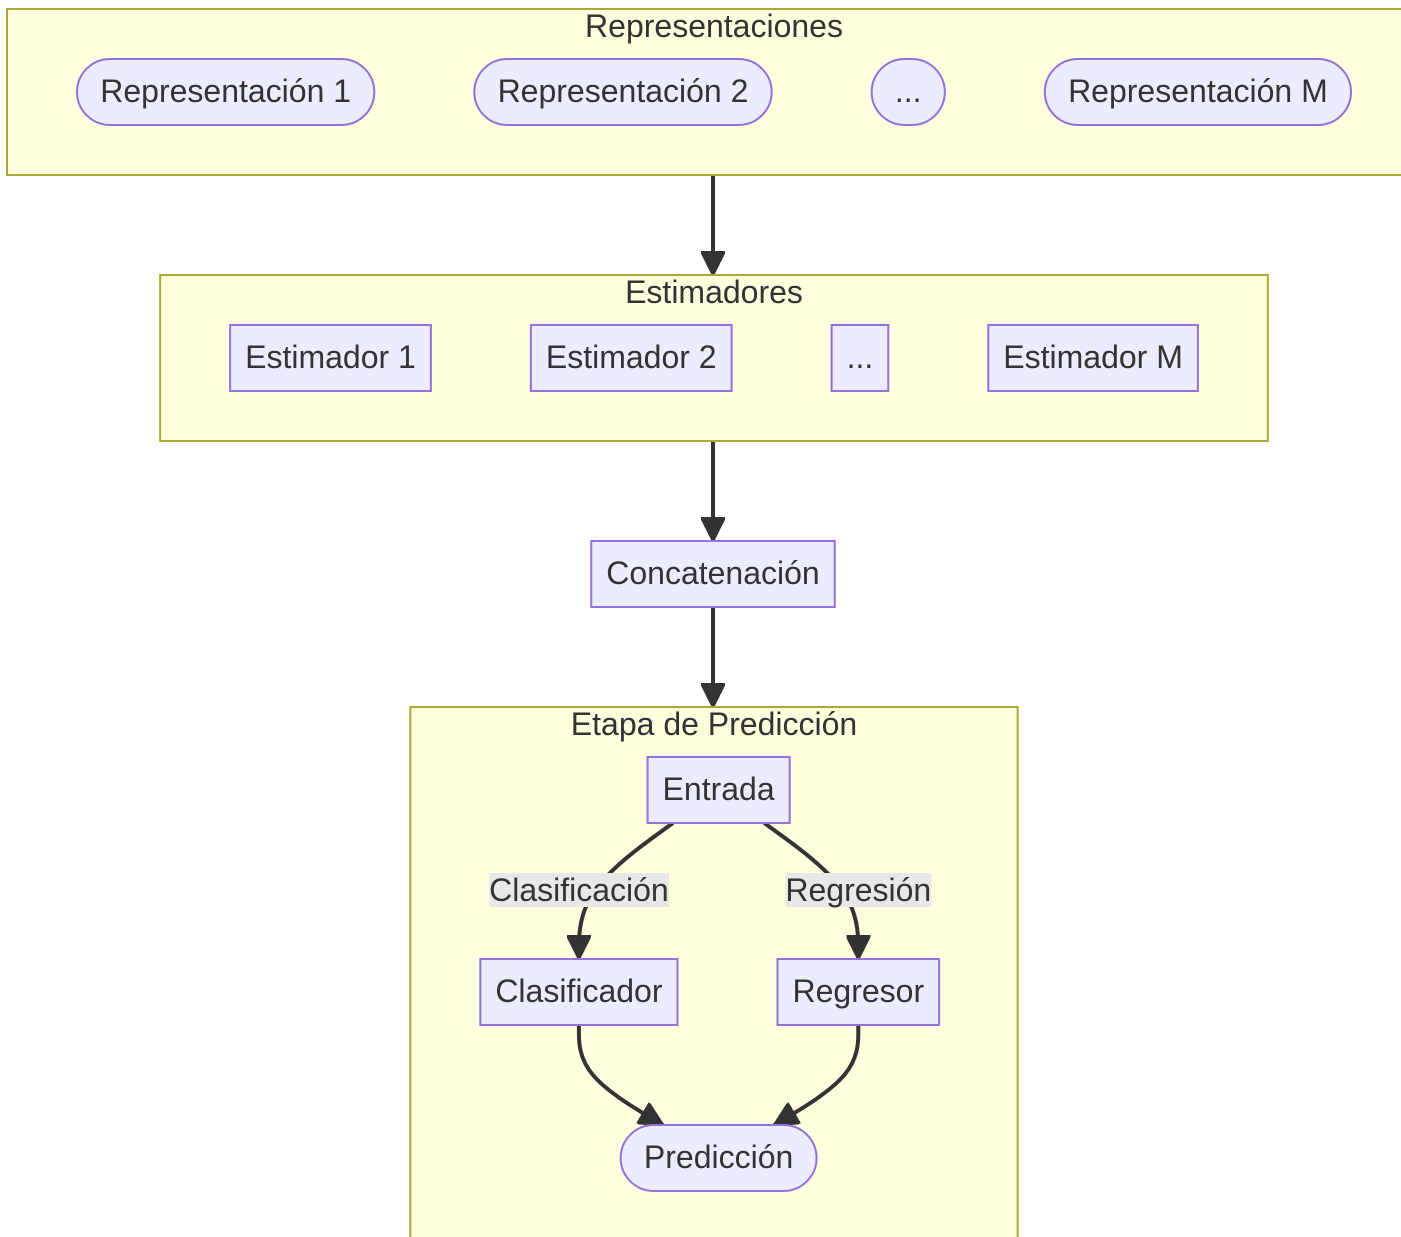 Representaciones
Representación 1 Representación 2 ... Representación M
Estimadores
Estimador 1 Estimador 2 ... Estimador M
Concatenación
Etapa de Predicción
Entrada
Clasificación Regresión
Clasificador Regresor
Predicción